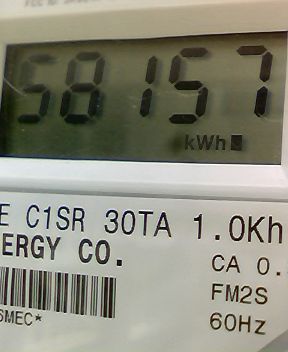 58157
kWh
E C1SR 30TA 1.0Kh
ERGY CO.
CA 0.
FM2S
60Hz
SMEC*